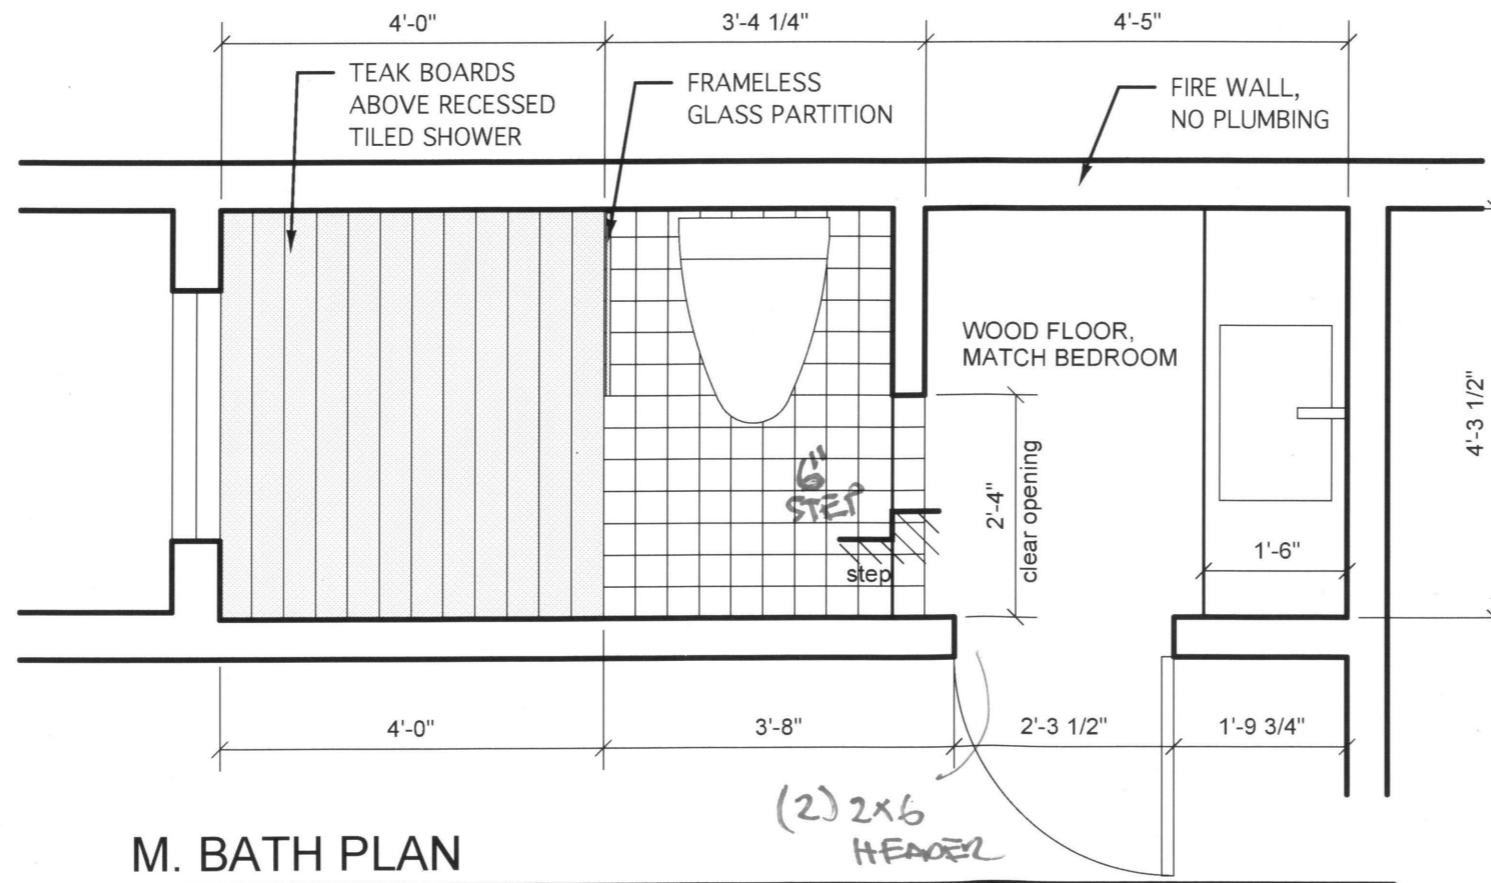 4'-0"
3'-4 1/4"
4'-5"
TEAK BOARDS
ABOVE RECESSED
TILED SHOWER
FRAMELESS
GLASS PARTITION
FIRE WALL,
NO PLUMBING
WOOD FLOOR,
MATCH BEDROOM
4'-3 1/2"
6"
STEP
2'-4"
clear opening
step
1'-6"
4'-0"
3'-8"
2'-3 1/2"
1'-9 3/4"
(2) 2x6
HEADER
M. BATH PLAN